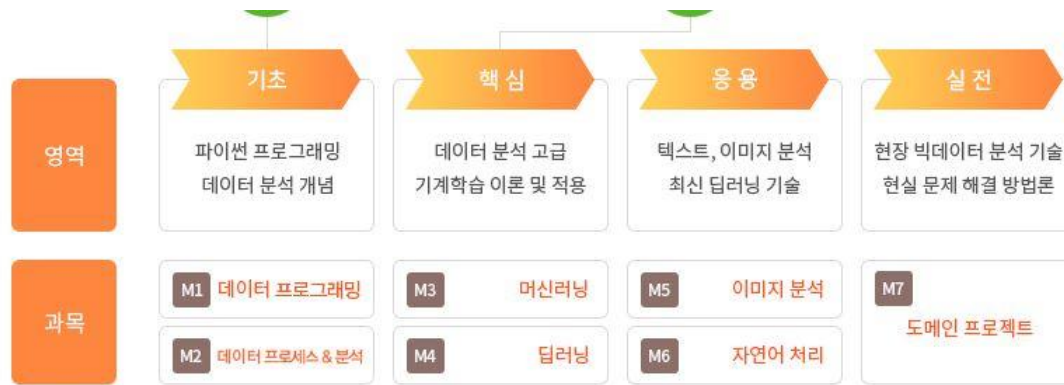 기초
핵심
응용
실전
영역
파이썬 프로그래밍
데이터 분석 개념
데이터 분석 고급
기계학습 이론 및 적용
텍스트, 이미지 분석
최신 딥러닝 기술
현장 빅데이터 분석 기술
현실 문제 해결 방법론
과목
M1 데이터 프로그래밍
M2 데이터 프로세스 & 분석
M3 머신러닝
M4 딥러닝
M5 이미지 분석
M6 자연어 처리
M7
도메인 프로젝트